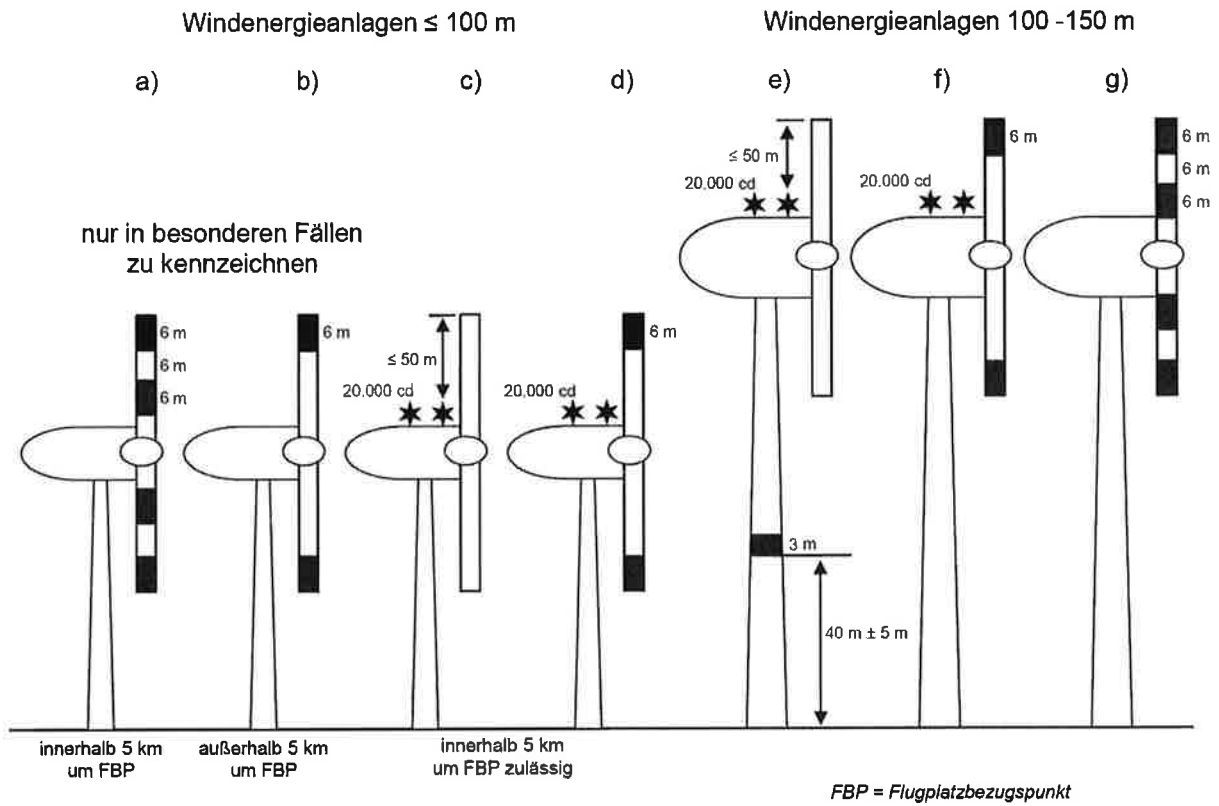 Windenergieanlagen ≤ 100 m
Windenergieanlagen 100 -150 m
a)
b)
c)
d)
e)
f)
g)
nur in besonderen Fällen
zu kennzeichnen
6 m
6 m
6 m
6 m
≤ 50 m
20.000 cd
20.000 cd
6 m
≤ 50 m
20.000 cd
3 m
40 m ± 5 m
20.000 cd
6 m
6 m
6 m
6 m
innerhalb 5 km
um FBP
außerhalb 5 km
um FBP
innerhalb 5 km
um FBP zulässig
FBP = Flugplatzbezugspunkt